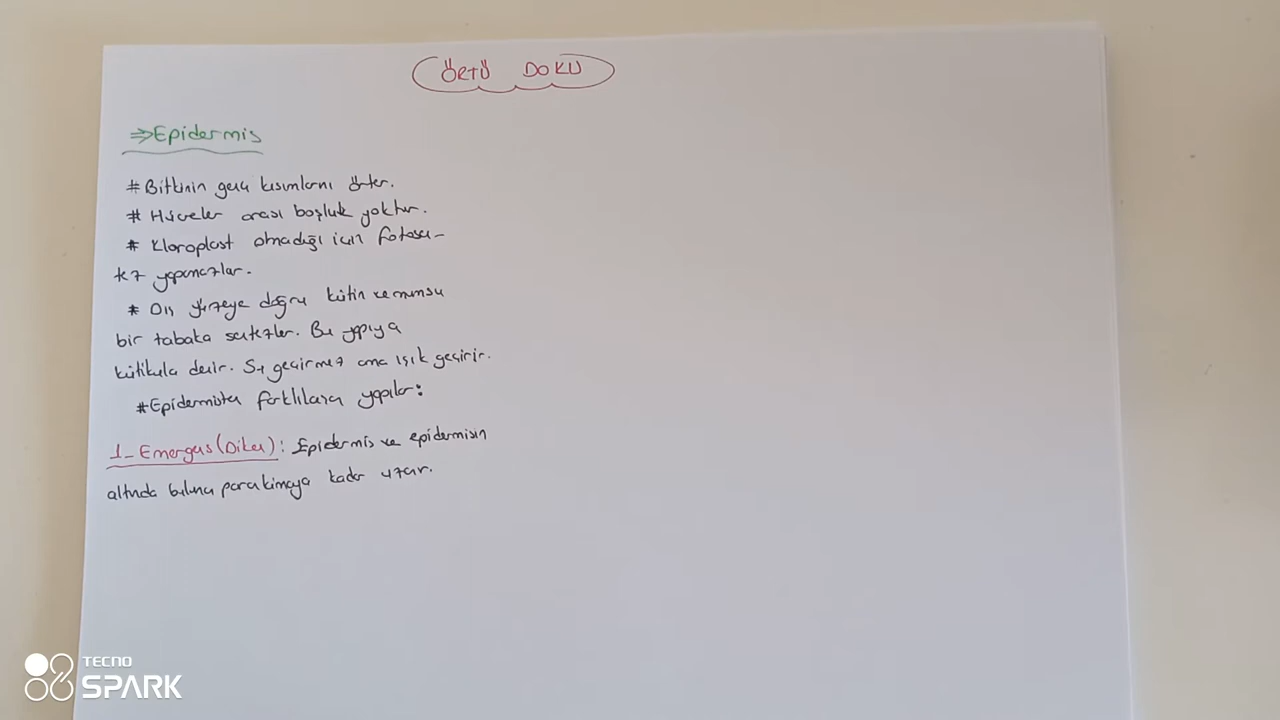 ÖRTÜ DOKU
⇒Epidermis
# Bitkinin genç kısımlarını örter.
# Hücreler arası boşluk yoktur.
* Kloroplast olmadığı için fotosen-
tez yapamazlar.
* Dış yüzeye doğru kütin ve mumsu
bir tabaka sentezler. Bu yapıya
kütikula denir. Su geçirmez ama ışık geçirir.
#Epidermisten farklılaşan yapılar:
1_ Emergens(Diken): Epidermis ve epidermisin
altında bulunan parankimaya kadar uzanır.
TECNO
SPARK